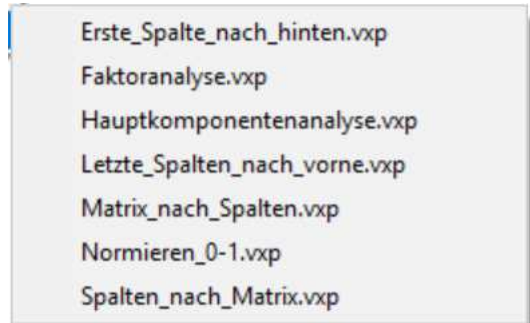 Erste_Spalte_nach_hinten.vxp
Faktoranalyse.vxp
Hauptkomponentenanalyse.vxp
Letzte_Spalten_nach_vorne.vxp
Matrix_nach_Spalten.vxp
Normieren_0-1.vxp
Spalten_nach_Matrix.vxp